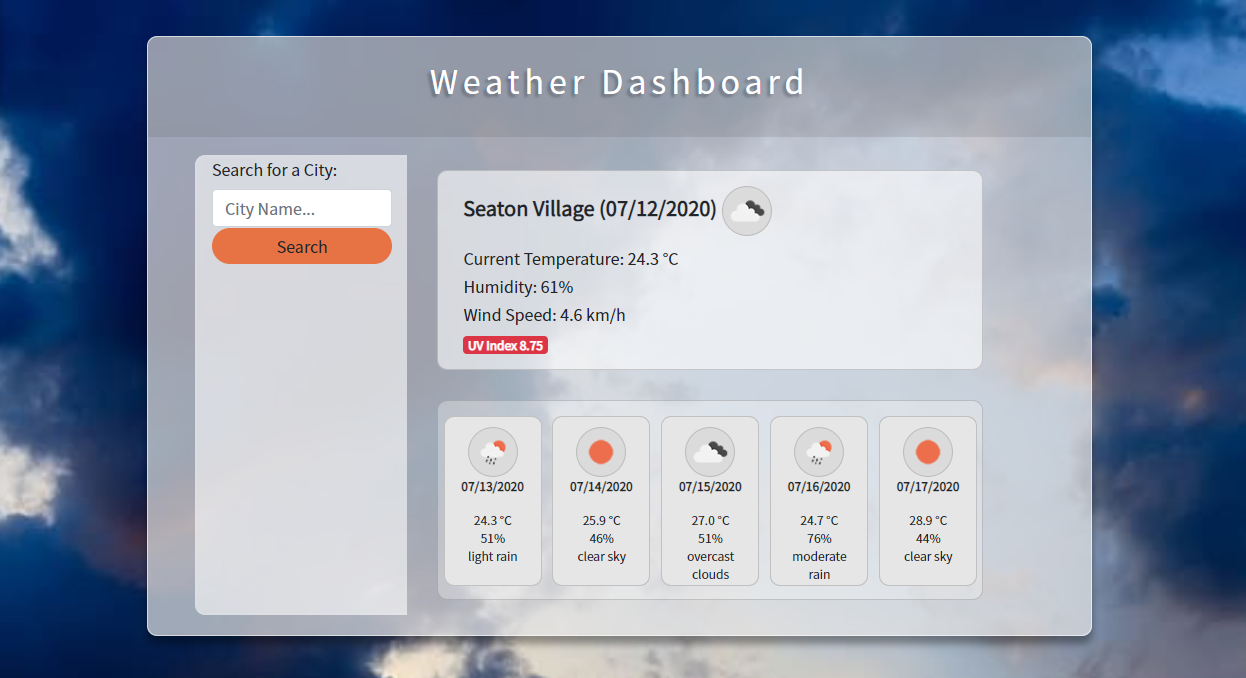 Weather Dashboard
Search for a City:
City Name...
Search
Seaton Village (07/12/2020)
Current Temperature: 24.3 °C
Humidity: 61%
Wind Speed: 4.6 km/h
UV Index 8.75
07/13/2020
24.3 °C
51%
light rain
07/14/2020
25.9 °C
46%
clear sky
07/15/2020
27.0 °C
51%
overcast
clouds
07/16/2020
24.7 °C
76%
moderate
rain
07/17/2020
28.9 °C
44%
clear sky